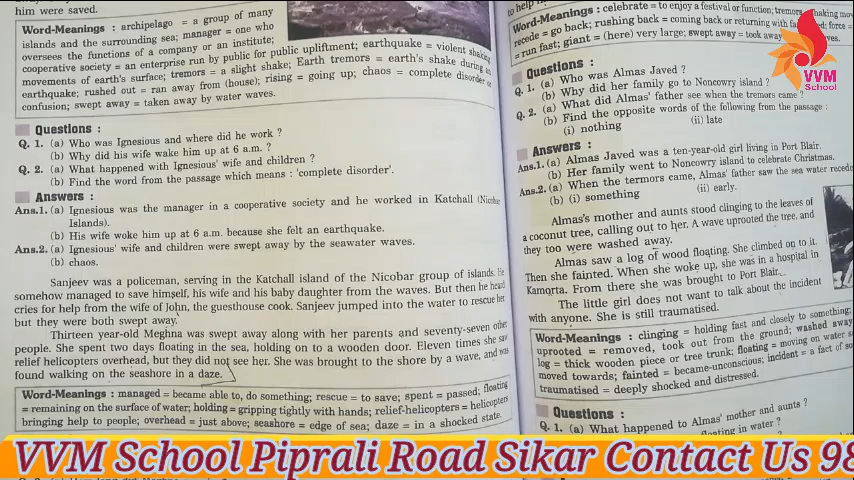 him were saved.
Word-Meanings : archipelago = a group of many
islands and the surrounding sea; manager = one who
oversees the functions of a company or an institute;
cooperative society = an enterprise run by public for public upliftment; earthquake = violent shaking
movements of earth's surface; tremors = a slight shake; Earth tremors = earth's shake during an
earthquake; rushed out = ran away from (house); rising = going up; chaos = complete disorder or
confusion; swept away = taken away by water waves.
Questions :
Q. 1. (a) Who was Ignesious and where did he work ?
(b) Why did his wife wake him up at 6 a.m. ?
Q. 2. (a) What happened with Ignesious' wife and children ?
(b) Find the word from the passage which means : 'complete disorder'.
Answers :
Ans.1. (a) Ignesious was the manager in a cooperative society and he worked in Katchall (Nicobar
Islands).
(b) His wife woke him up at 6 a.m. because she felt an earthquake.
Ans.2. (a) Ignesious' wife and children were swept away by the seawater waves.
(b) chaos.
Sanjeev was a policeman, serving in the Katchall island of the Nicobar group of islands. He
somehow managed to save himself, his wife and his baby daughter from the waves. But then he heard
cries for help from the wife of John, the guesthouse cook. Sanjeev jumped into the water to rescue her
but they were both swept away.
Thirteen year-old Meghna was swept away along with her parents and seventy-seven other
people. She spent two days floating in the sea, holding on to a wooden door. Eleven times she saw
relief helicopters overhead, but they did not see her. She was brought to the shore by a wave, and was
found walking on the seashore in a daze.
Word-Meanings : managed = became able to, do something; rescue = to save; spent = passed; floating
= remaining on the surface of water; holding = gripping tightly with hands; relief-helicopters = helicopters
bringing help to people; overhead = just above; seashore = edge of sea; daze = in a shocked state.
to help
Word-Meanings : celebrate = to enjoy a festival or function; tremors = shaking
recede = go back; rushing back = coming back or returning with force =
= run fast; giant = (here) very large; swept away = took away
Questions :
Q. 1. (a) Who was Almas Javed ?
(b) Why did her family go to Noncowry island ?
Q. 2. (a) What did Almas' father see when the tremors came ?
(b) Find the opposite words of the following from the passage :
(i) nothing (ii) late
Answers :
Ans.1. (a) Almas Javed was a ten-year-old girl living in Port Blair.
(b) Her family went to Noncowry island to celebrate Christmas.
Ans.2. (a) When the termors came, Almas' father saw the sea water recede
(b) (i) something (ii) early.
Almas's mother and aunts stood clinging to the leaves of
a coconut tree, calling out to her. A wave uprooted the tree, and
they too were washed away.
Almas saw a log of wood floating. She climbed on to it.
Then she fainted. When she woke up, she was in a hospital in
Kamorta. From there she was brought to Port Blair.
The little girl does not want to talk about the incident
with anyone. She is still traumatised.
Word-Meanings : clinging = holding fast and closely to something;
uprooted = removed, took out from the ground; washed away
log = thick wooden piece or tree trunk; floating = moving on water
moved towards; fainted = became-unconscious; incident = a fact of
traumatised = deeply shocked and distressed.
Questions :
Q. 1. (a) What happened to Almas' mother and aunts ?
floating in water ?
VVM
School
VVM School Piprali Road Sikar Contact Us 98